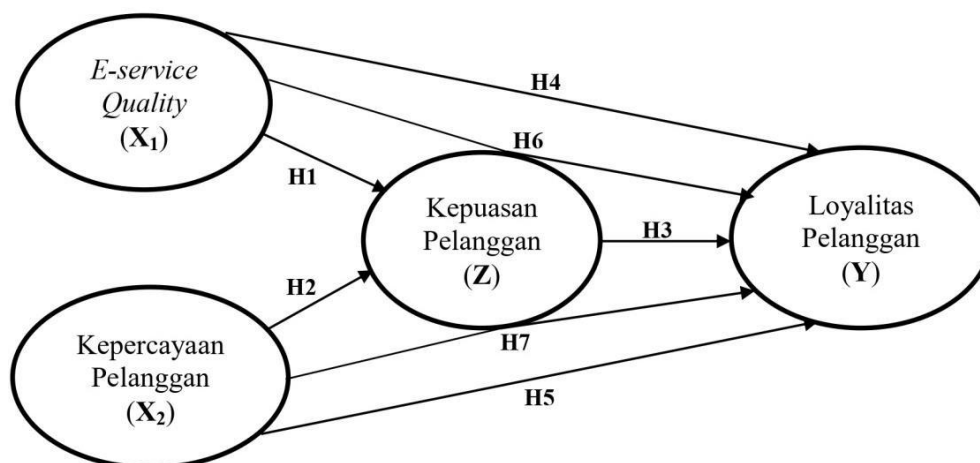 E-service
Quality
(X₁)
H4
H6
H1
Kepuasan
Pelanggan
(Z)
H3
Loyalitas
Pelanggan
(Y)
H2
Kepercayaan
Pelanggan
(X₂)
H7
H5